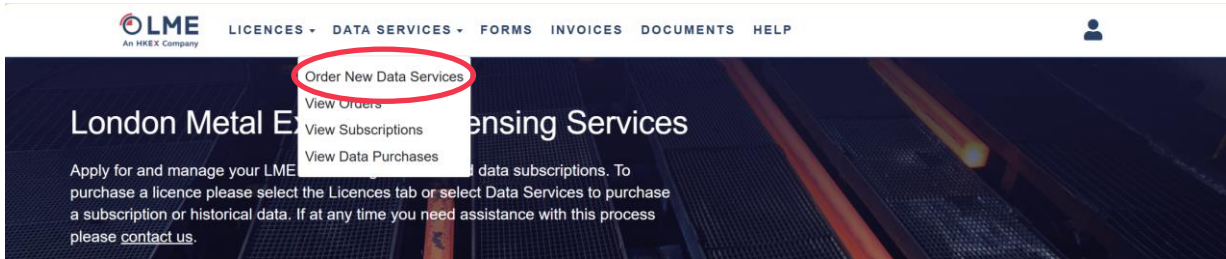 LME
An HKEX Company
LICENCES DATA SERVICES FORMS INVOICES DOCUMENTS HELP
Order New Data Services
View Orders
View Subscriptions
View Data Purchases
London Metal E ensing Services
Apply for and manage your LME data subscriptions. To
purchase a licence please select the Licences tab or select Data Services to purchase
a subscription or historical data. If at any time you need assistance with this process
please contact us.